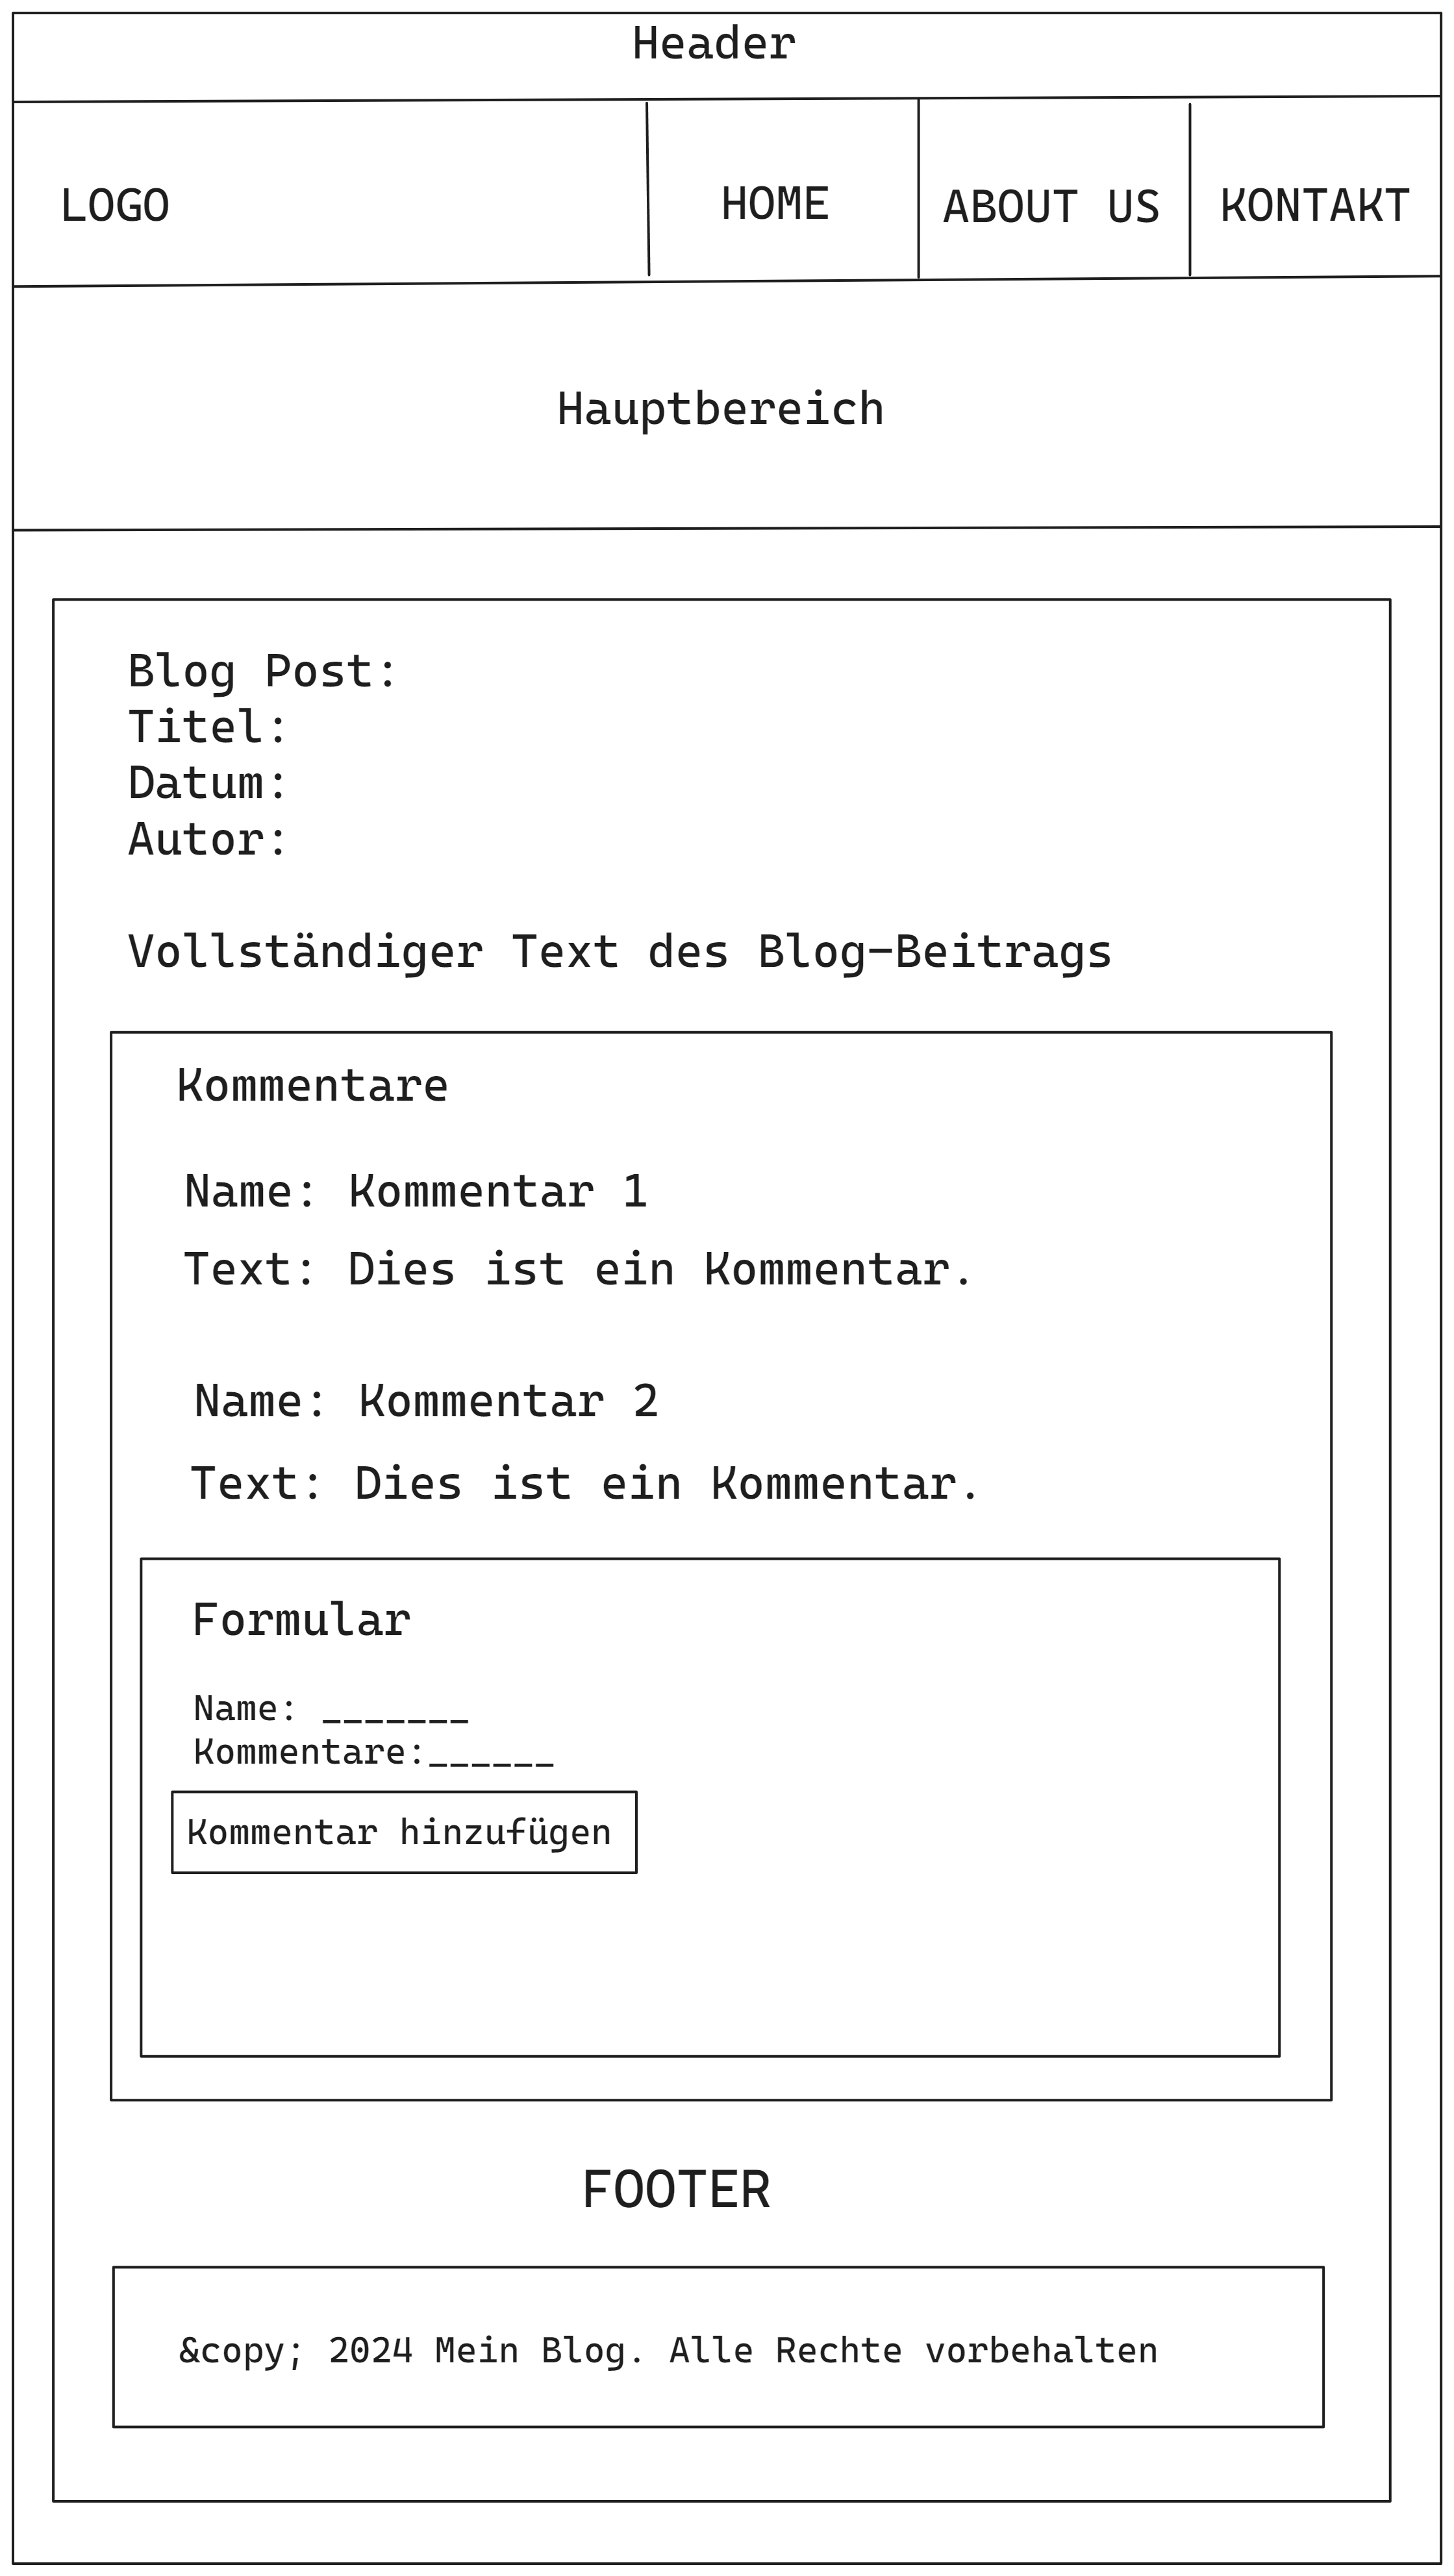 Header
LOGO HOME ABOUT US KONTAKT
Hauptbereich
Blog Post:
Titel:
Datum:
Autor:
Vollständiger Text des Blog-Beitrags
Kommentare
Name: Kommentar 1
Text: Dies ist ein Kommentar.
Name: Kommentar 2
Text: Dies ist ein Kommentar.
Formular
Name: _______
Kommentare:______
Kommentar hinzufügen
FOOTER
&copy; 2024 Mein Blog. Alle Rechte vorbehalten